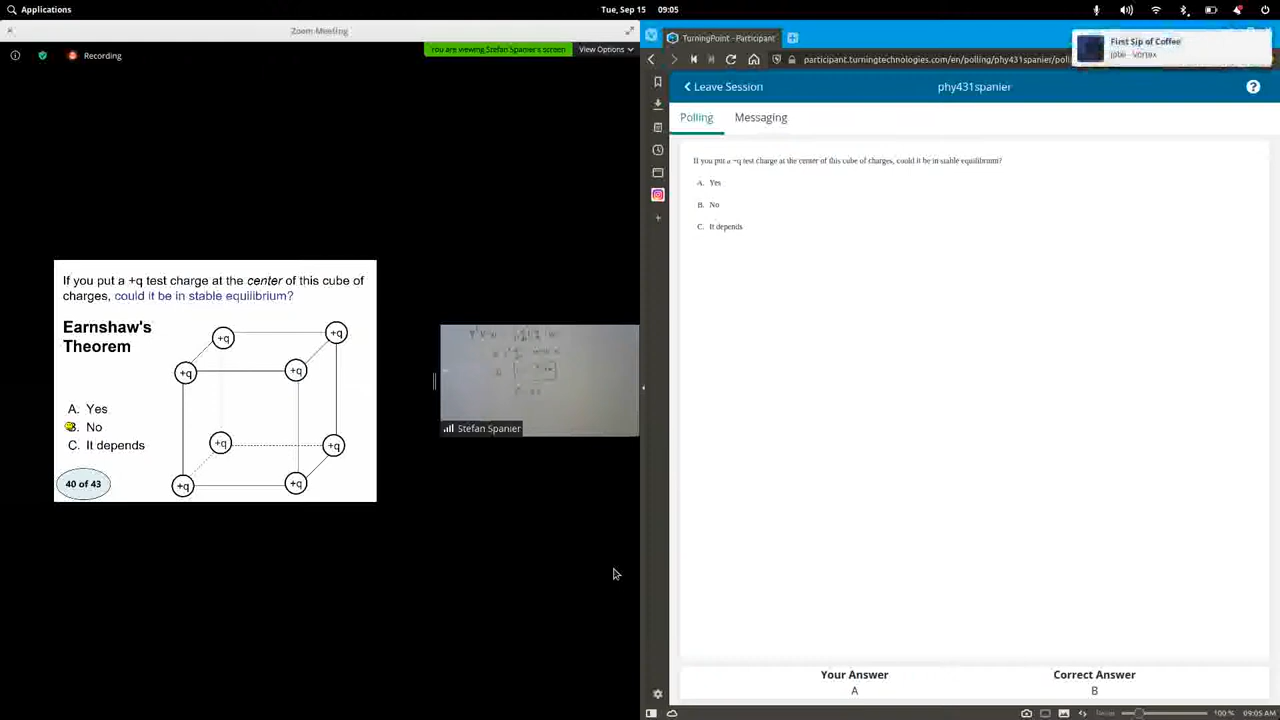 Applications
Tue, Sep 15 09:05
Zoom Meeting
Recording
You are viewing Stefan Spanier's screen
View Options
If you put a +q test charge at the center of this cube of
charges, could it be in stable equilibrium?
Earnshaw's
Theorem
+q
+q
+q
+q
A. Yes
B. No
C. It depends
+q
+q
+q
+q
40 of 43
Stefan Spanier
TurningPoint - Participant
participant.turningtechnologies.com/en/polling/phy431spanier/pol
First Sip of Coffee
jobii - Vortex
Leave Session
phy431spanier
?
Polling
Messaging
If you put a +q test charge at the center of this cube of charges, could it be in stable equilibrium?
A. Yes
B. No
C. It depends
Your Answer
A
Correct Answer
B
100 %
09:05 AM